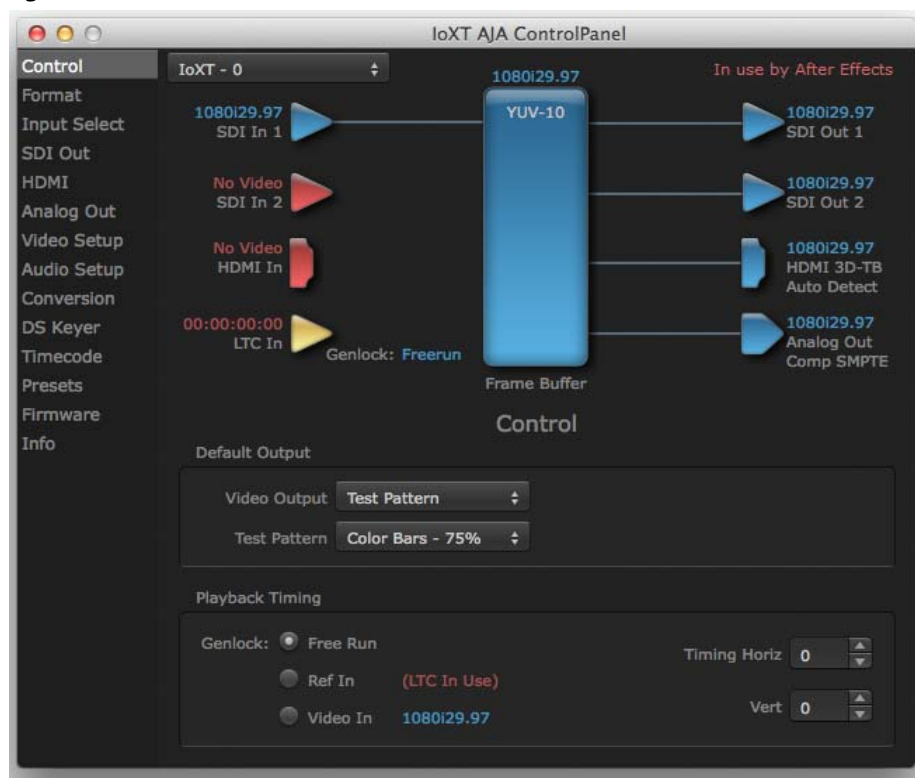 IoXT AJA ControlPanel
Control
Format
Input Select
SDI Out
HDMI
Analog Out
Video Setup
Audio Setup
Conversion
DS Keyer
Timecode
Presets
Firmware
Info
IoXT - 0
1080i29.97
In use by After Effects
1080i29.97
SDI In 1
YUV-10
1080i29.97
SDI Out 1
No Video
SDI In 2
1080i29.97
SDI Out 2
No Video
HDMI In
1080i29.97
HDMI 3D-TB
Auto Detect
00:00:00:00
LTC In
Genlock: Freerun
1080i29.97
Analog Out
Comp SMPTE
Frame Buffer
Control
Default Output
Video Output Test Pattern
Test Pattern Color Bars - 75%
Playback Timing
Genlock: Free Run
Ref In (LTC In Use)
Video In 1080i29.97
Timing Horiz 0
Vert 0